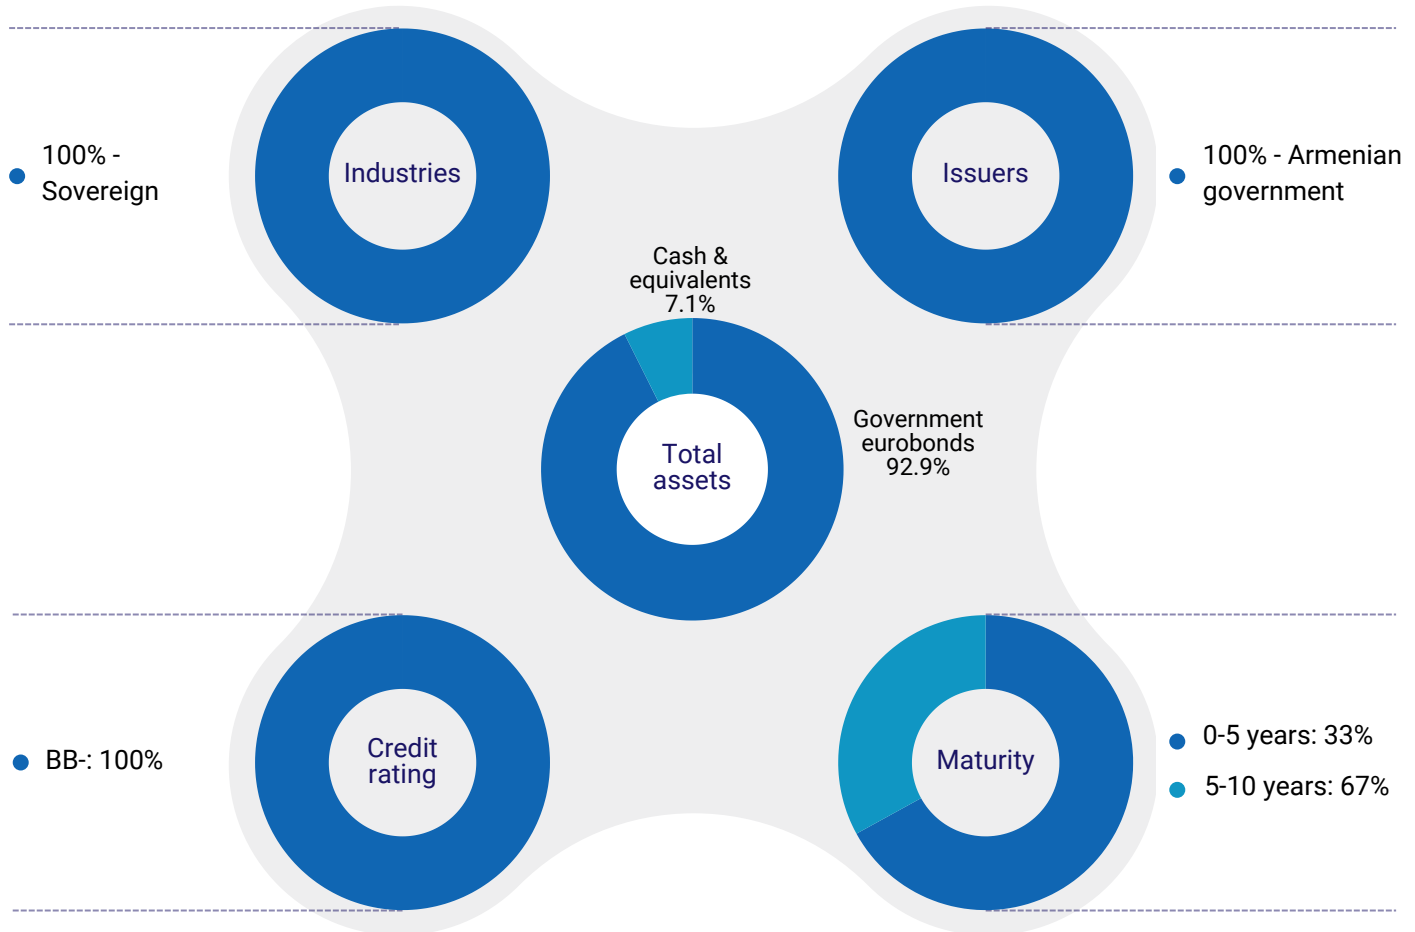 100% -
Sovereign
Industries
Issuers
100% - Armenian
government
Cash &
equivalents
7.1%
Total
assets
Government
eurobonds
92.9%
BB-: 100%
Credit
rating
Maturity
0-5 years: 33%
5-10 years: 67%